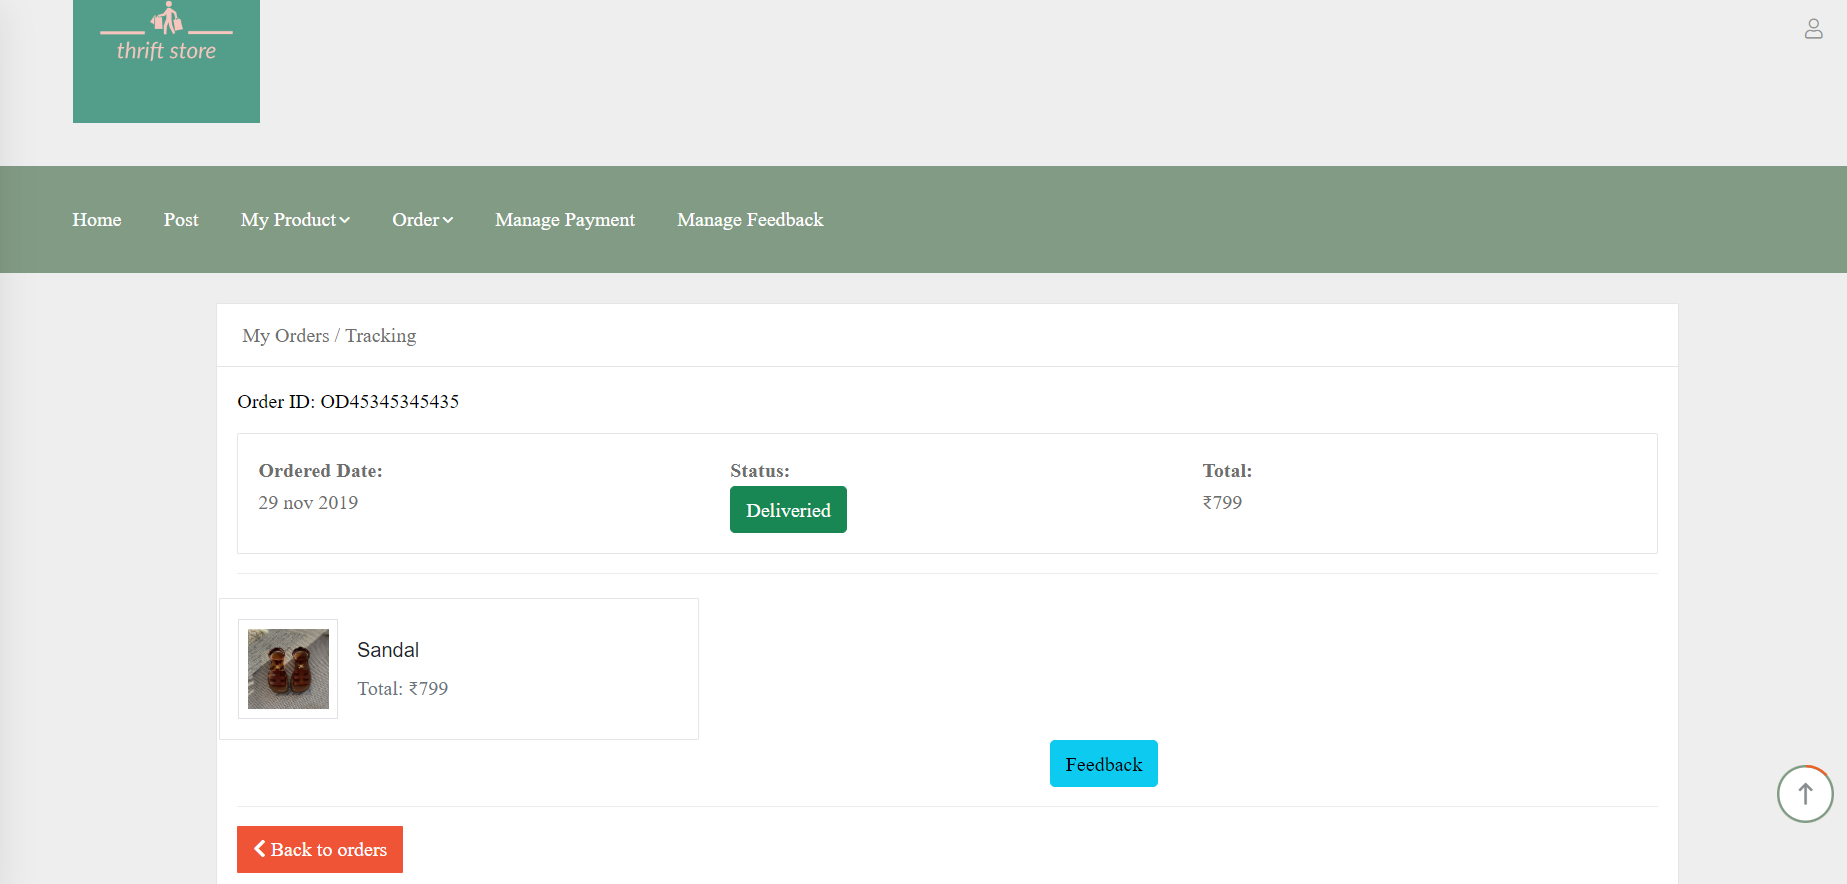 thrift store
Home Post My Product Order Manage Payment Manage Feedback
My Orders / Tracking
Order ID: OD45345345435
Ordered Date: Status: Total:
29 nov 2019 Deliveried ₹799
Sandal
Total: ₹799
Feedback
Back to orders